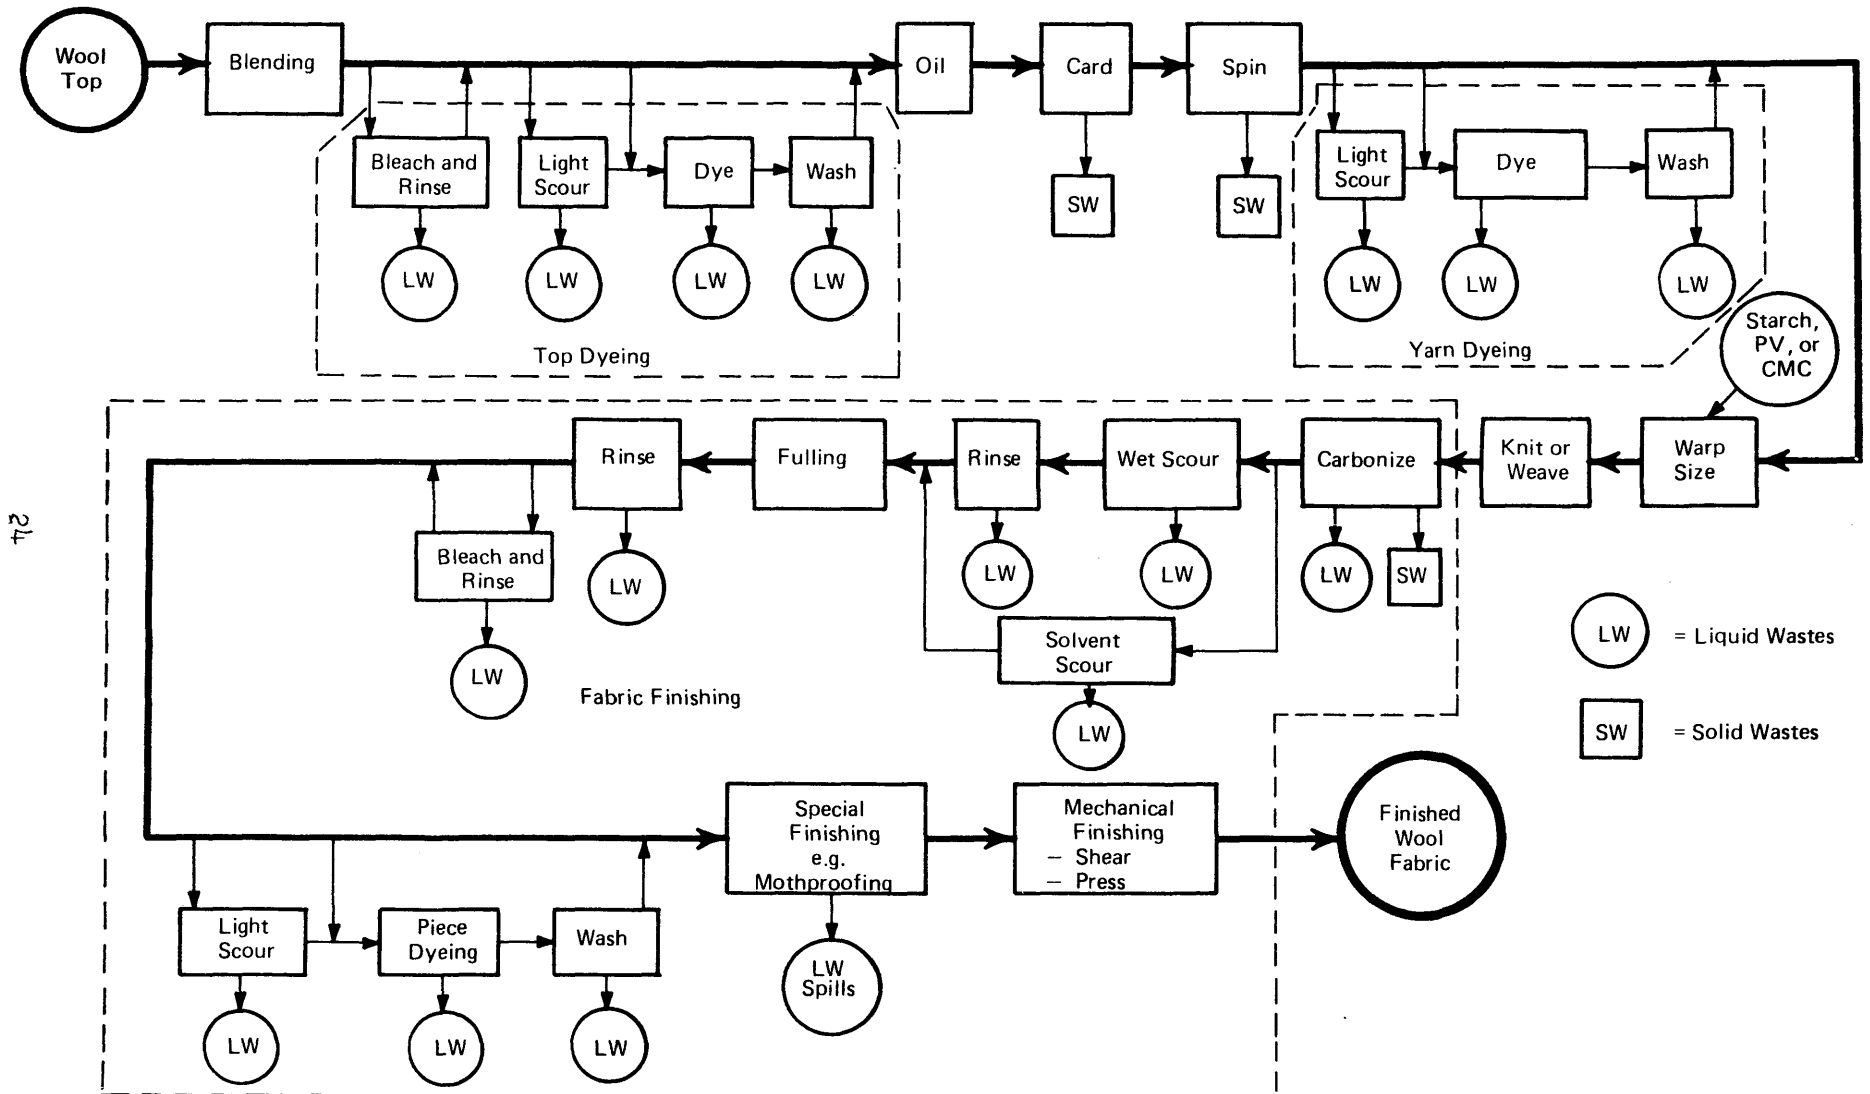 Wool
Top
Blending
Oil
Card
Spin
Bleach and
Rinse
Light
Scour
Dye
Wash
LW
LW
LW
LW
Top Dyeing
SW
SW
Light
Scour
Dye
Wash
LW
LW
LW
Yarn Dyeing
Starch,
PV, or
CMC
Rinse
Fulling
Rinse
Wet Scour
Carbonize
Knit or
Weave
Warp
Size
Bleach and
Rinse
LW
LW
LW
LW
LW
SW
Solvent
Scour
LW
Fabric Finishing
LW
= Liquid Wastes
SW
= Solid Wastes
24
Special
Finishing
e.g.
Mothproofing
Mechanical
Finishing
– Shear
– Press
Finished
Wool
Fabric
Light
Scour
Piece
Dyeing
Wash
LW
Spills
LW
LW
LW